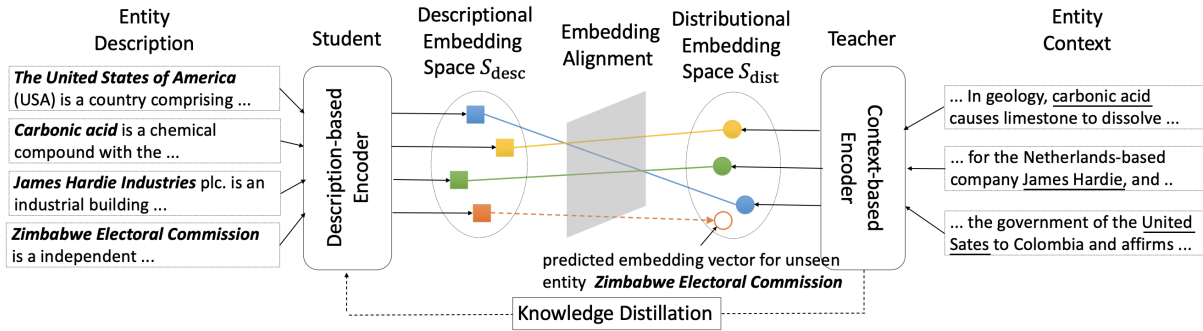 Entity
Description
The United States of America
(USA) is a country comprising ...
Carbonic acid is a chemical
compound with the ...
James Hardie Industries plc. is an
industrial building ...
Zimbabwe Electoral Commission
is a independent ...
Student
Description-based
Encoder
Descriptional
Embedding
Space S_desc
Embedding
Alignment
Distributional
Embedding
Space S_dist
predicted embedding vector for unseen
entity Zimbabwe Electoral Commission
Teacher
Context-based
Encoder
Entity
Context
... In geology, carbonic acid
causes limestone to dissolve ...
... for the Netherlands-based
company James Hardie, and ..
... the government of the United
Sates to Colombia and affirms ...
Knowledge Distillation